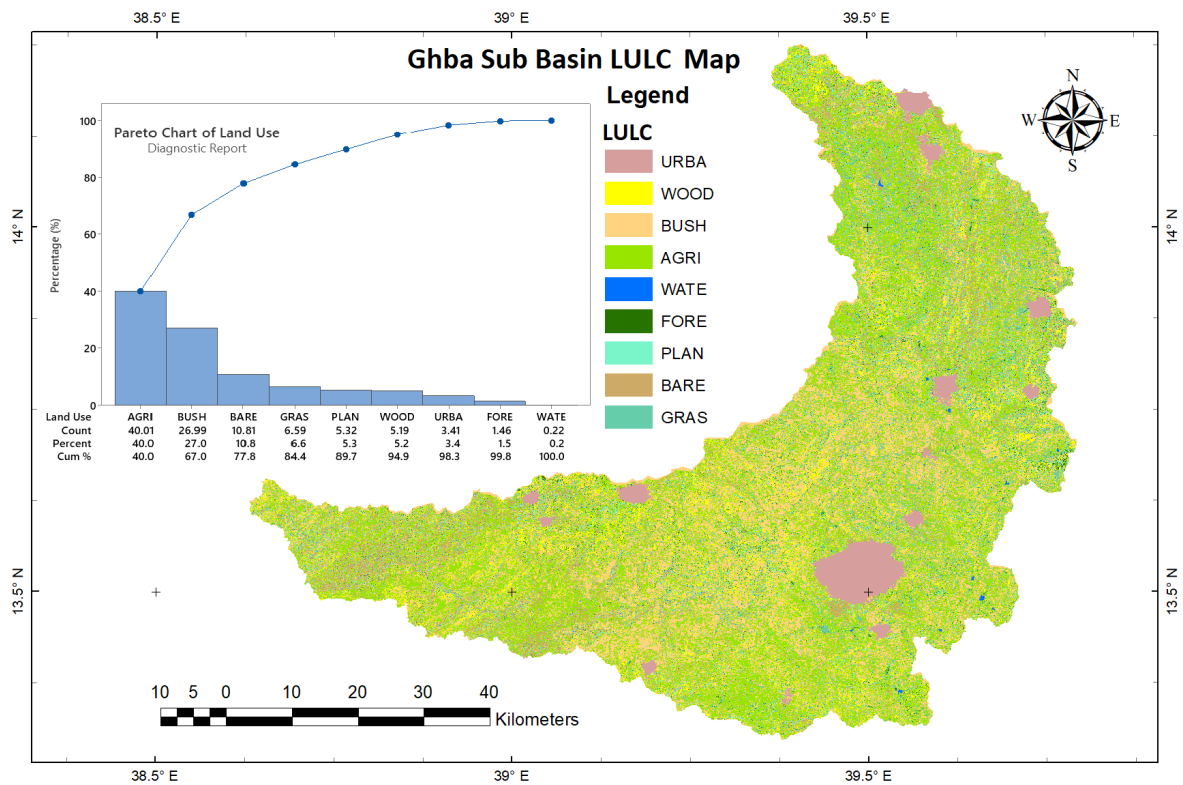 38.5° E 39° E 39.5° E
Ghba Sub Basin LULC  Map
Legend
LULC
URBA
WOOD
BUSH
AGRI
WATE
FORE
PLAN
BARE
GRAS
N
W E
S
Pareto Chart of Land Use
Diagnostic Report
Percentage (%)
100
80
60
40
20
0
Land Use AGRI BUSH BARE GRAS PLAN WOOD URBA FORE WATE
Count 40.01 26.99 10.81 6.59 5.32 5.19 3.41 1.46 0.22
Percent 40.0 27.0 10.8 6.6 5.3 5.2 3.4 1.5 0.2
Cum % 40.0 67.0 77.8 84.4 89.7 94.9 98.3 99.8 100.0
14° N 14° N
13.5° N 13.5° N
10 5 0 10 20 30 40
Kilometers
38.5° E 39° E 39.5° E